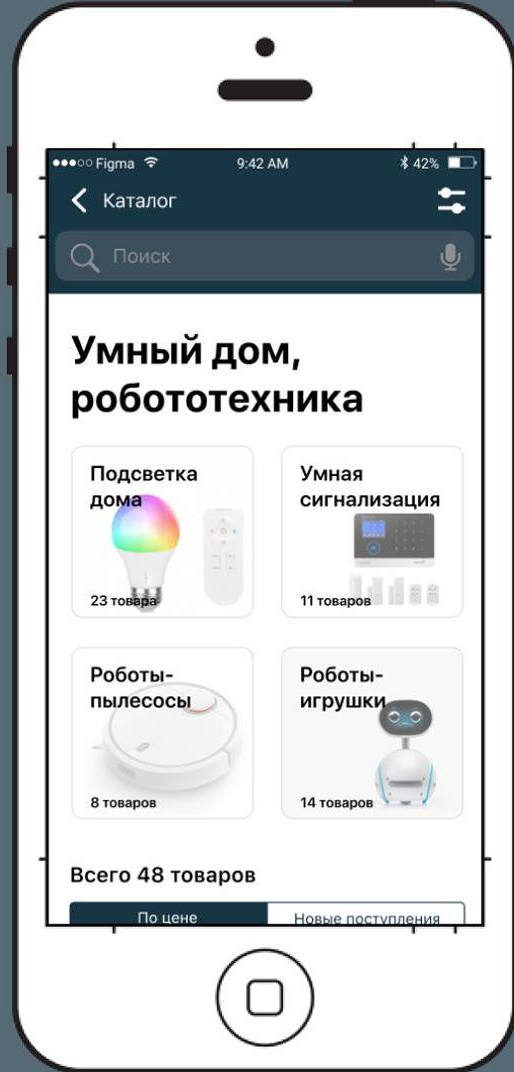 Figma 9:42 AM 42%
Каталог
Поиск
Умный дом,
робототехника
Подсветка
дома
23 товара
Умная
сигнализация
11 товаров
Роботы-
пылесосы
8 товаров
Роботы-
игрушки
14 товаров
Всего 48 товаров
По цене Новые поступления